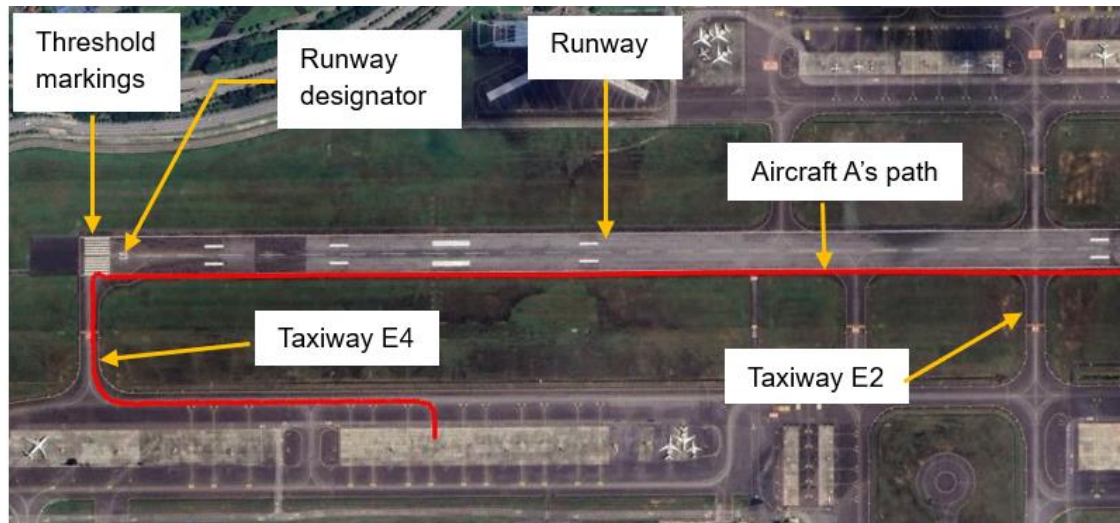 Threshold
markings
Runway
designator
Runway
Aircraft A's path
Taxiway E4
Taxiway E2